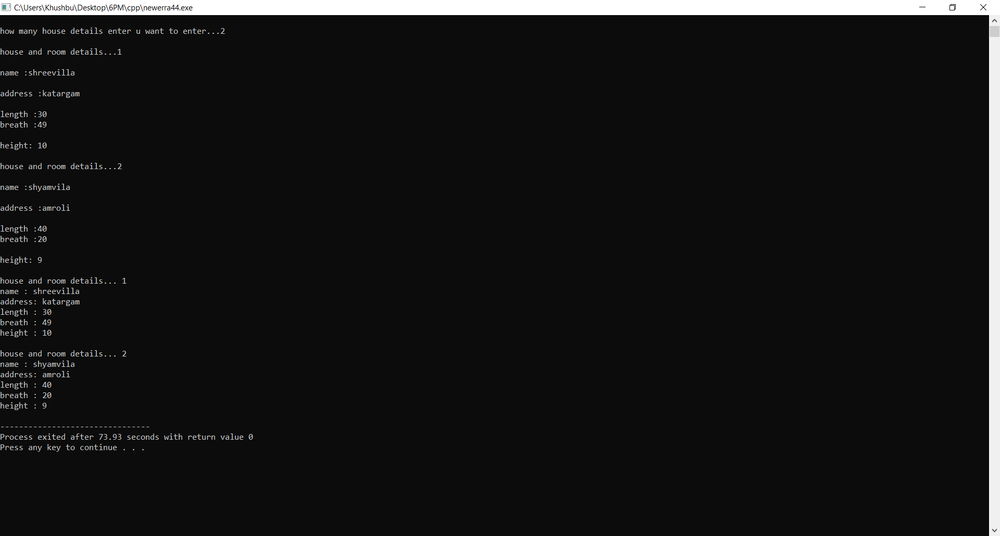 C:\Users\Khushbu\Desktop\6PM\cpp\newerra44.exe
how many house details enter u want to enter...2
house and room details...1
name :shreevilla
address :katargam
length :30
breath :49
height: 10
house and room details...2
name :shyamvila
address :amroli
length :40
breath :20
height: 9
house and room details... 1
name : shreevilla
address: katargam
length : 30
breath : 49
height : 10
house and room details... 2
name : shyamvila
address: amroli
length : 40
breath : 20
height : 9
--------------------------------
Process exited after 73.93 seconds with return value 0
Press any key to continue . . .